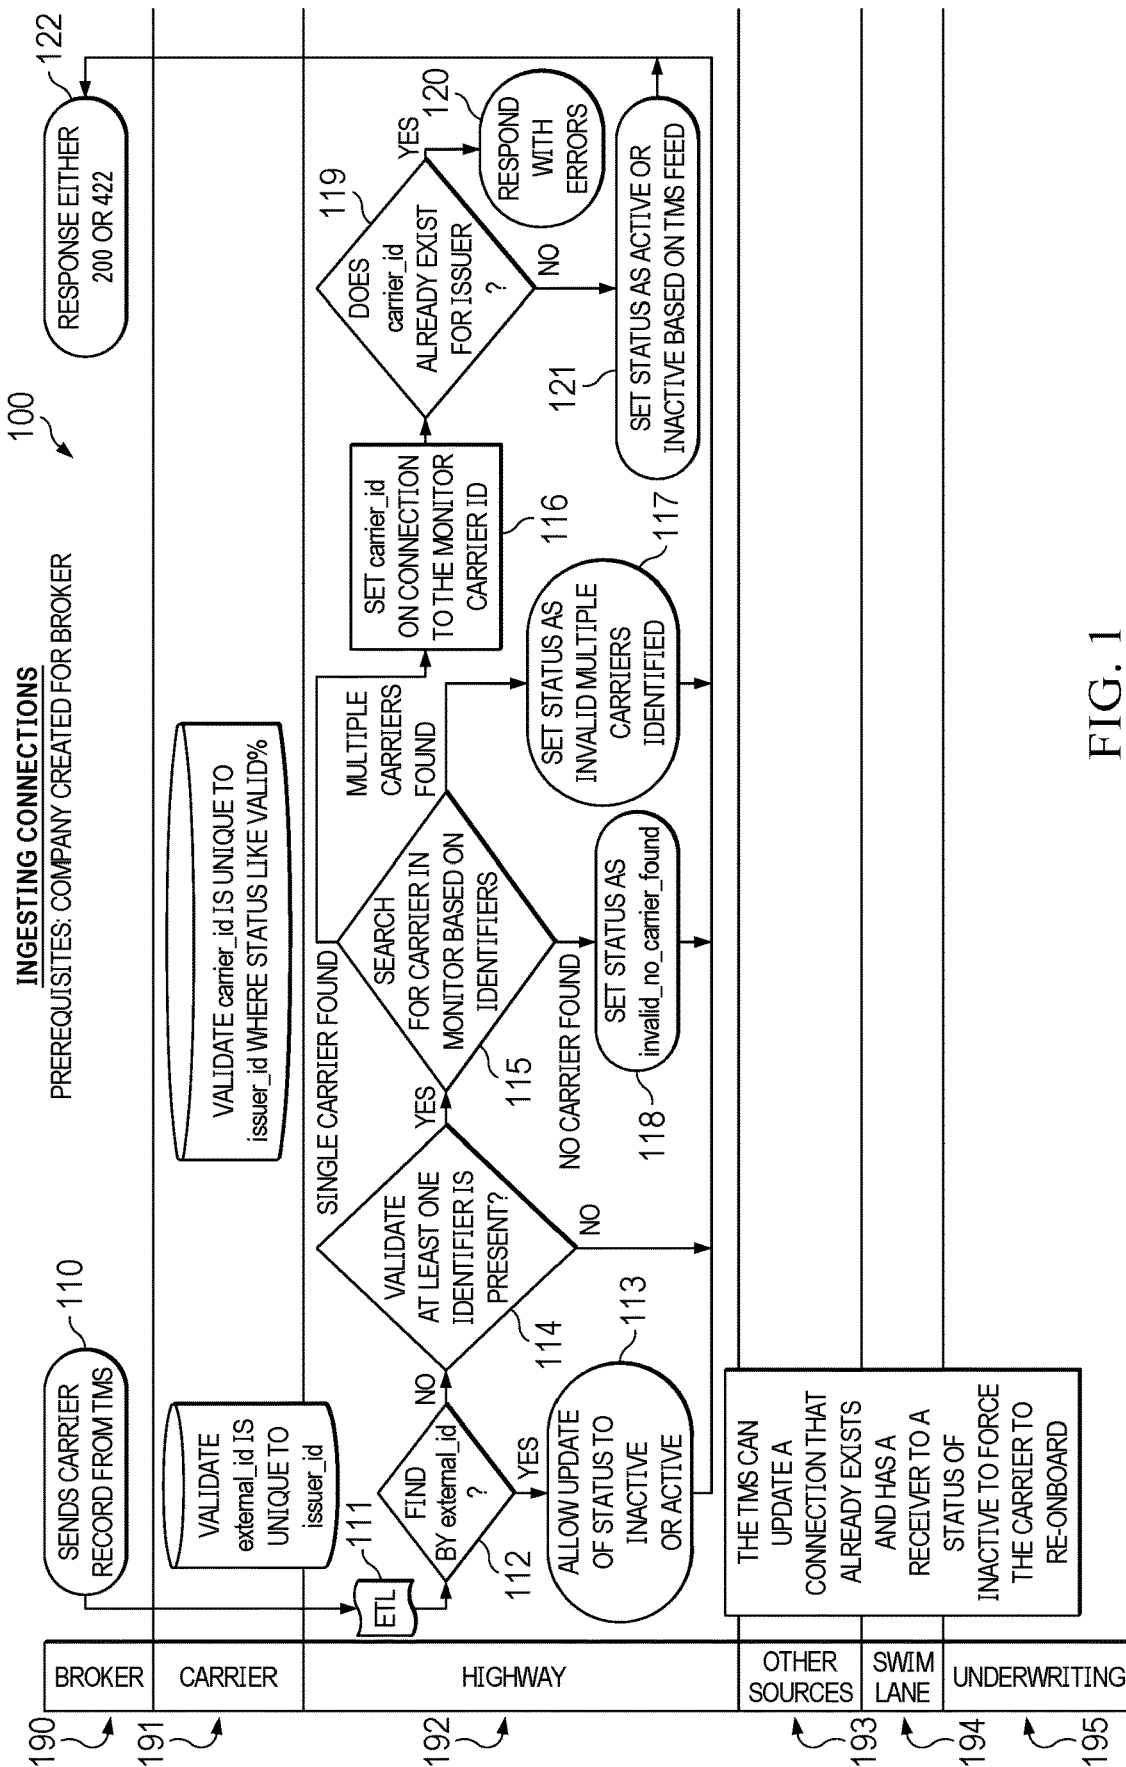 INGESTING CONNECTIONS
PREREQUISITES: COMPANY CREATED FOR BROKER
100
190
BROKER
110
SENDS CARRIER
RECORD FROM TMS
RESPONSE EITHER
200 OR 422
122
191
CARRIER
VALIDATE
external_id IS
UNIQUE TO
issuer_id
VALIDATE carrier_id IS UNIQUE TO
issuer_id WHERE STATUS LIKE VALID%
192
HIGHWAY
ETL
111
FIND
BY external_id
?
112
NO
YES
ALLOW UPDATE
OF STATUS TO
INACTIVE
OR ACTIVE
113
VALIDATE
AT LEAST ONE
IDENTIFIER IS
PRESENT?
114
YES
NO
SINGLE CARRIER FOUND
SEARCH
FOR CARRIER IN
MONITOR BASED ON
IDENTIFIERS
115
NO CARRIER FOUND
SET STATUS AS
invalid_no_carrier_found
118
MULTIPLE
CARRIERS
FOUND
SET STATUS AS
INVALID MULTIPLE
CARRIERS
IDENTIFIED
117
SET carrier_id
ON CONNECTION
TO THE MONITOR
CARRIER ID
116
DOES
carrier_id
ALREADY EXIST
FOR ISSUER
?
119
YES
RESPOND
WITH
ERRORS
120
NO
SET STATUS AS ACTIVE OR
INACTIVE BASED ON TMS FEED
121
193
OTHER
SOURCES
194
SWIM
LANE
195
UNDERWRITING
THE TMS CAN
UPDATE A
CONNECTION THAT
ALREADY EXISTS
AND HAS A
RECEIVER TO A
STATUS OF
INACTIVE TO FORCE
THE CARRIER TO
RE-ONBOARD
FIG. 1